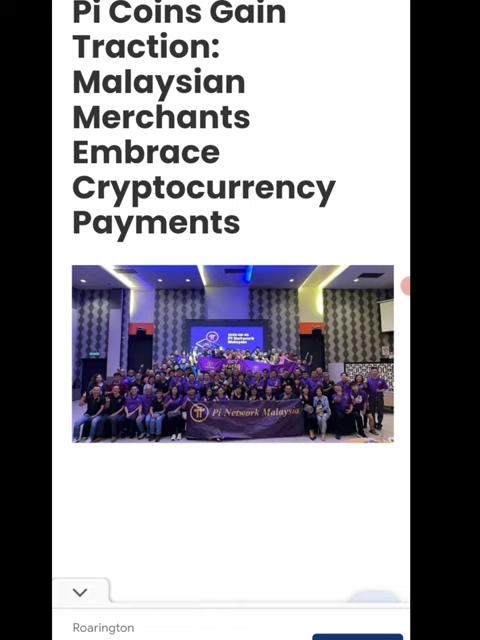 Pi Coins Gain
Traction:
Malaysian
Merchants
Embrace
Cryptocurrency
Payments
Pi Network
Malaysia
Pi Network Malaysia
Roarington